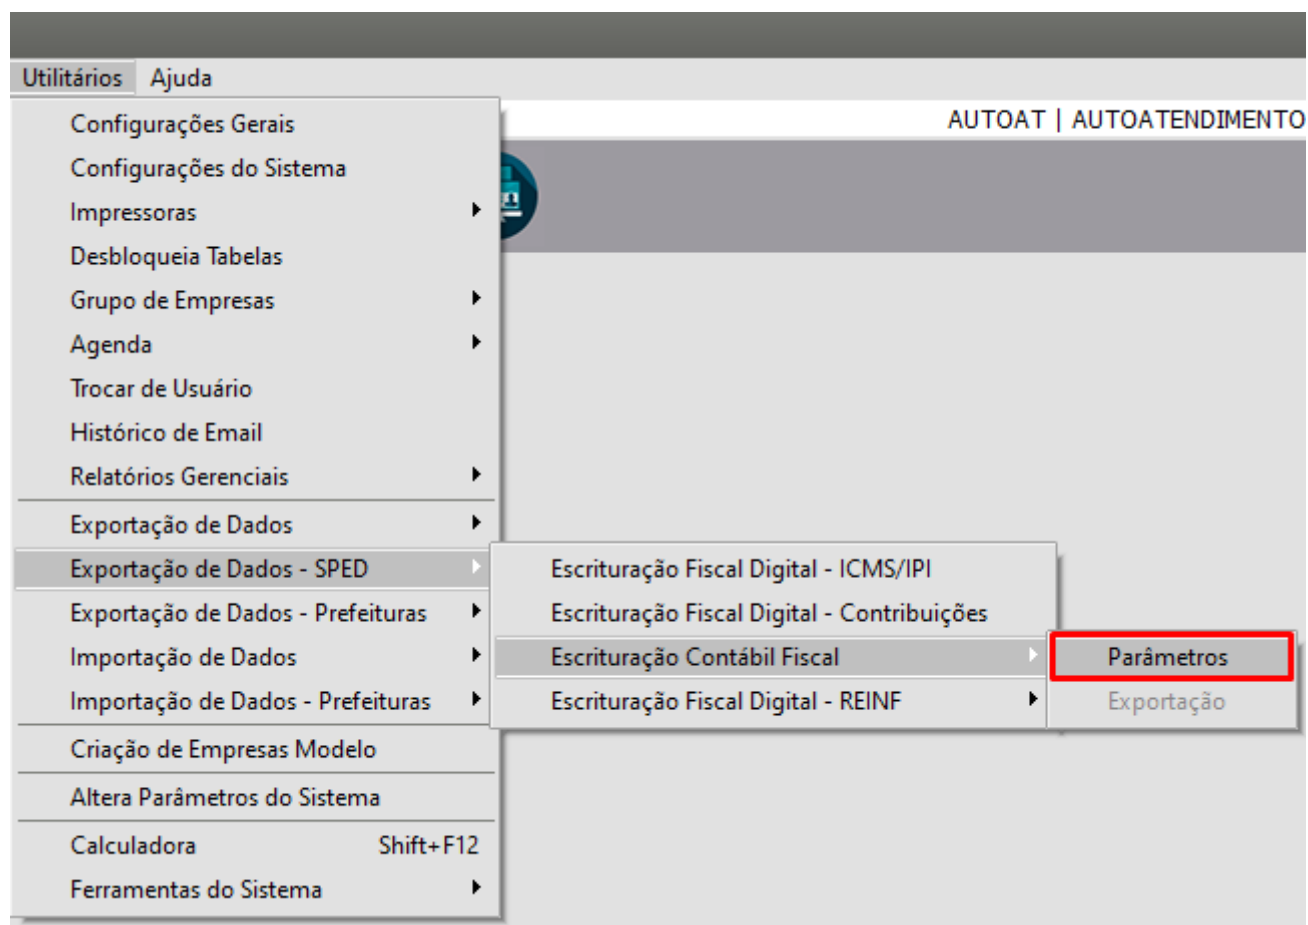 Utilitários Ajuda
AUTOAT | AUTOATENDIMENTO
Configurações Gerais
Configurações do Sistema
Impressoras
Desbloqueia Tabelas
Grupo de Empresas
Agenda
Trocar de Usuário
Histórico de Email
Relatórios Gerenciais
Exportação de Dados
Exportação de Dados - SPED
Exportação de Dados - Prefeituras
Importação de Dados
Importação de Dados - Prefeituras
Criação de Empresas Modelo
Altera Parâmetros do Sistema
Calculadora Shift+F12
Ferramentas do Sistema
Escrituração Fiscal Digital - ICMS/IPI
Escrituração Fiscal Digital - Contribuições
Escrituração Contábil Fiscal
Escrituração Fiscal Digital - REINF
Parâmetros
Exportação